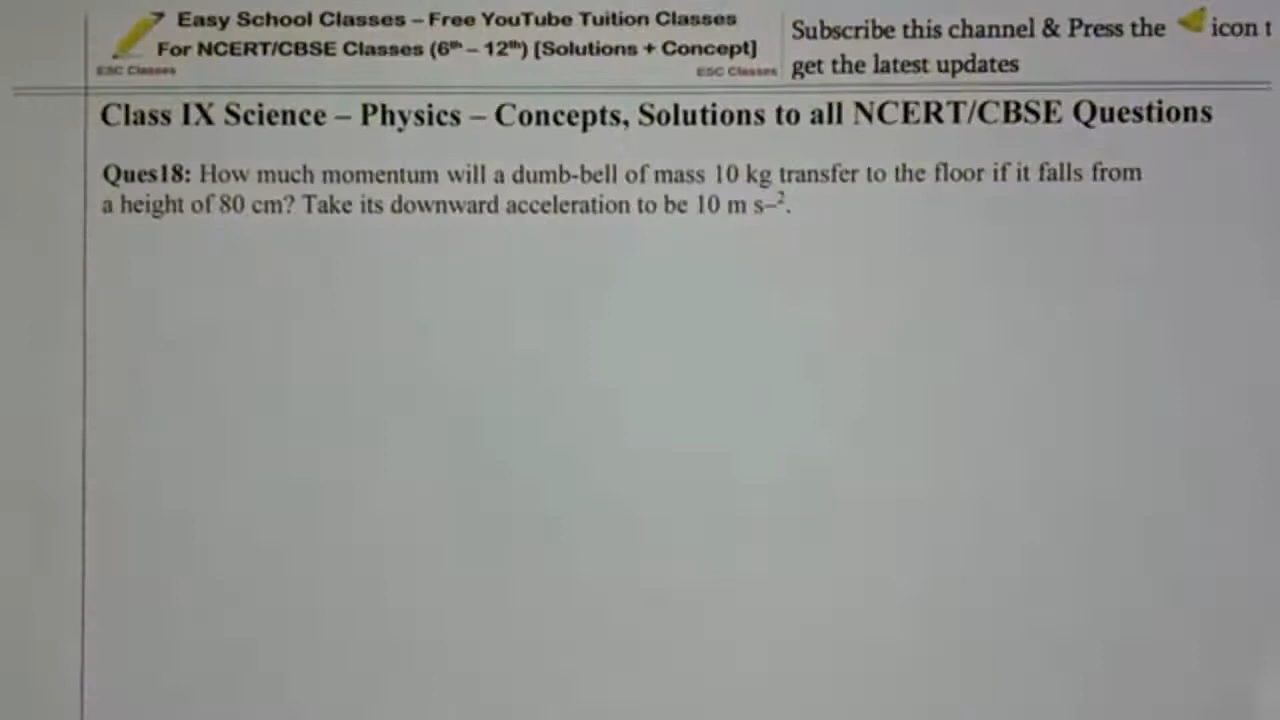 Easy School Classes – Free YouTube Tuition Classes
For NCERT/CBSE Classes (6th – 12th) [Solutions + Concept]
ESC Classes
ESC Classes
Subscribe this channel & Press the icon t
get the latest updates
Class IX Science – Physics – Concepts, Solutions to all NCERT/CBSE Questions
Ques18: How much momentum will a dumb-bell of mass 10 kg transfer to the floor if it falls from
a height of 80 cm? Take its downward acceleration to be 10 m s–².